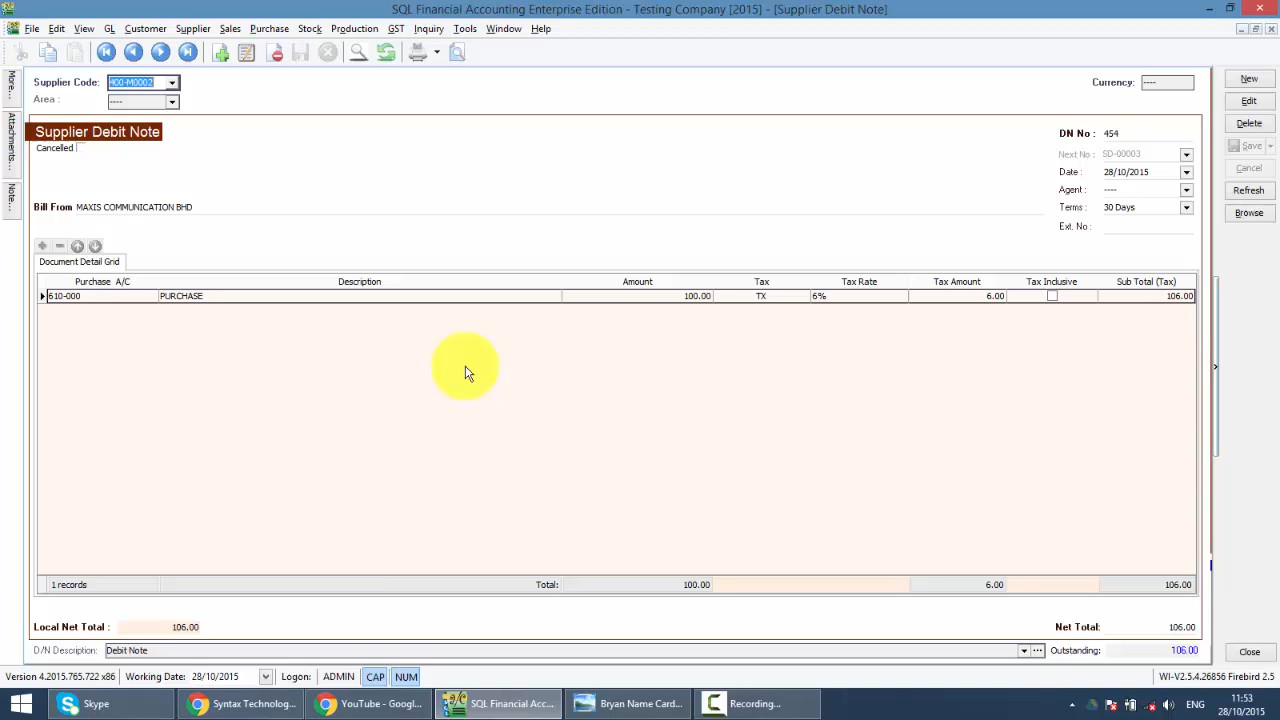 SQL Financial Accounting Enterprise Edition - Testing Company [2015] - [Supplier Debit Note]
File Edit View GL Customer Supplier Sales Purchase Stock Production GST Inquiry Tools Window Help
More...
Attachments...
Note...
Supplier Code: 400-M0002
Currency: ----
Area : ----
Supplier Debit Note
Cancelled
DN No : 454
Next No : SD-00003
Date : 28/10/2015
Agent : ----
Bill From MAXIS COMMUNICATION BHD
Terms : 30 Days
Ext. No :
Document Detail Grid
Purchase A/C Description Amount Tax Tax Rate Tax Amount Tax Inclusive Sub Total (Tax)
610-000 PURCHASE 100.00 TX 6% 6.00 106.00
1 records Total: 100.00 6.00 106.00
Local Net Total : 106.00
Net Total: 106.00
D/N Description: Debit Note
Outstanding: 106.00
New
Edit
Delete
Save
Cancel
Refresh
Browse
Close
Version 4.2015.765.722 x86 Working Date: 28/10/2015 Logon: ADMIN CAP NUM WI-V2.5.4.26856 Firebird 2.5
Skype Syntax Technolog... YouTube - Googl... SQL Financial Acc... Bryan Name Card... Recording... ENG
11:53
28/10/2015